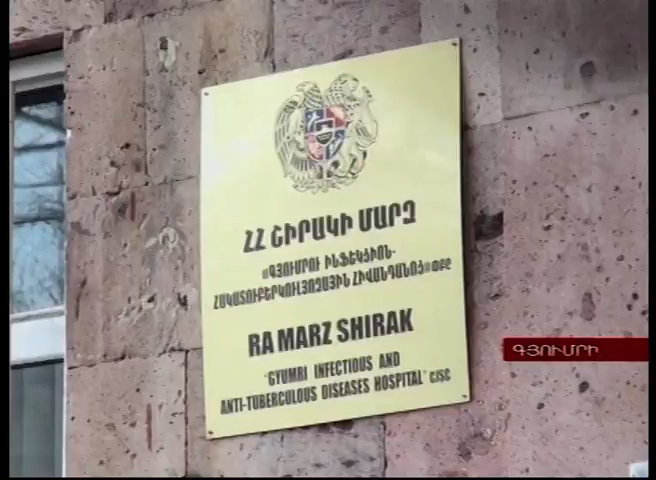 ՀՀ ՇԻՐԱԿԻ ՄԱՐԶ
«ԳՅՈՒՄՐՈՒ ԻՆՖԵԿՑԻՈՆ-
ՀԱԿԱՏՈՒԲԵՐԿՈՒԼՅՈԶԱՅԻՆ ՀԻՎԱՆԴԱՆՈՑ» ՓԲԸ
RA MARZ SHIRAK
"GYUMRI INFECTIOUS AND
ANTI-TUBERCULOUS DISEASES HOSPITAL" CJSC
ԳՅՈՒՄՐԻ